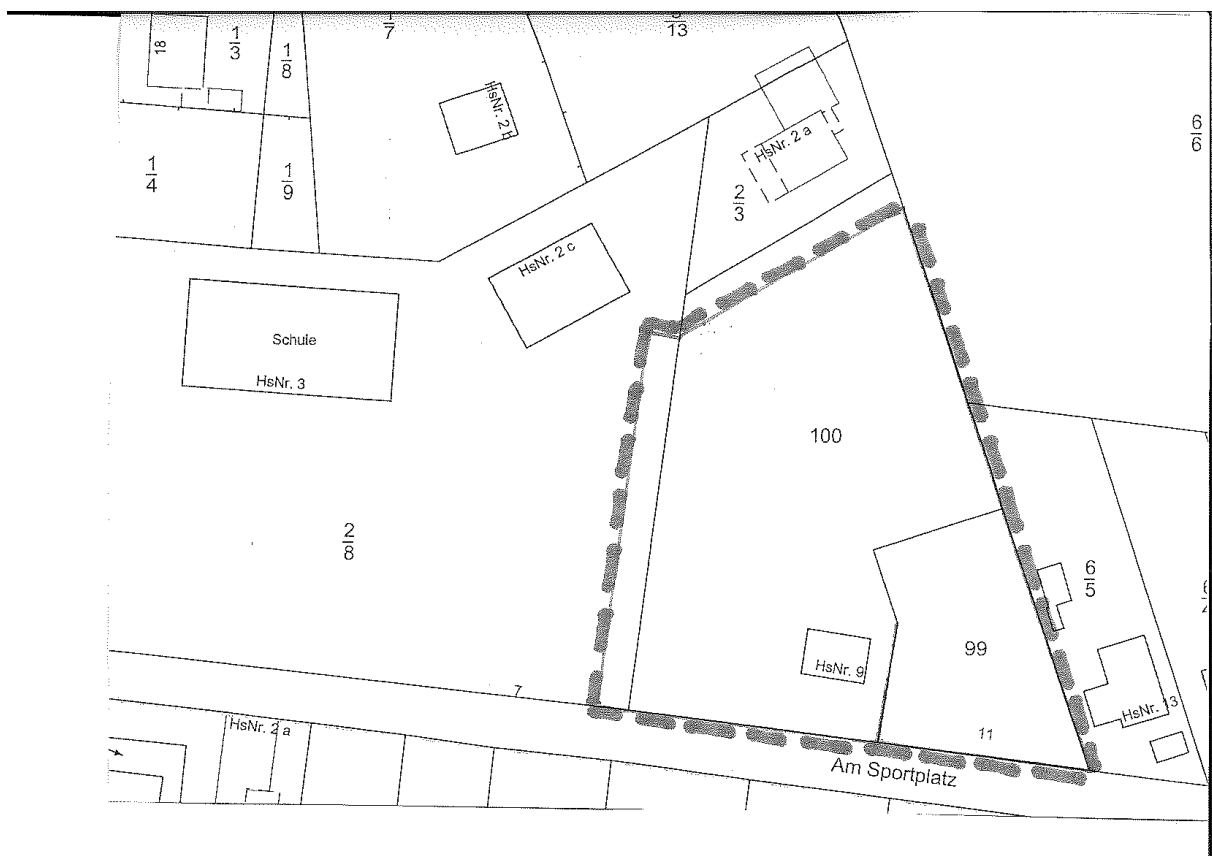 18
1/3
1/8
7
13
HsNr. 2 b
HsNr. 2 a
6/6
1/4
1/9
2/3
HsNr. 2 c
Schule
HsNr. 3
100
2/8
6/5
99
HsNr. 9
7
HsNr. 13
11
HsNr. 2 a
Am Sportplatz